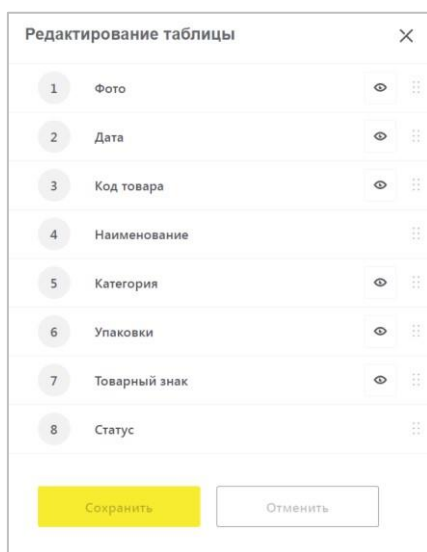 Редактирование таблицы
1 Фото
2 Дата
3 Код товара
4 Наименование
5 Категория
6 Упаковки
7 Товарный знак
8 Статус
Сохранить Отменить